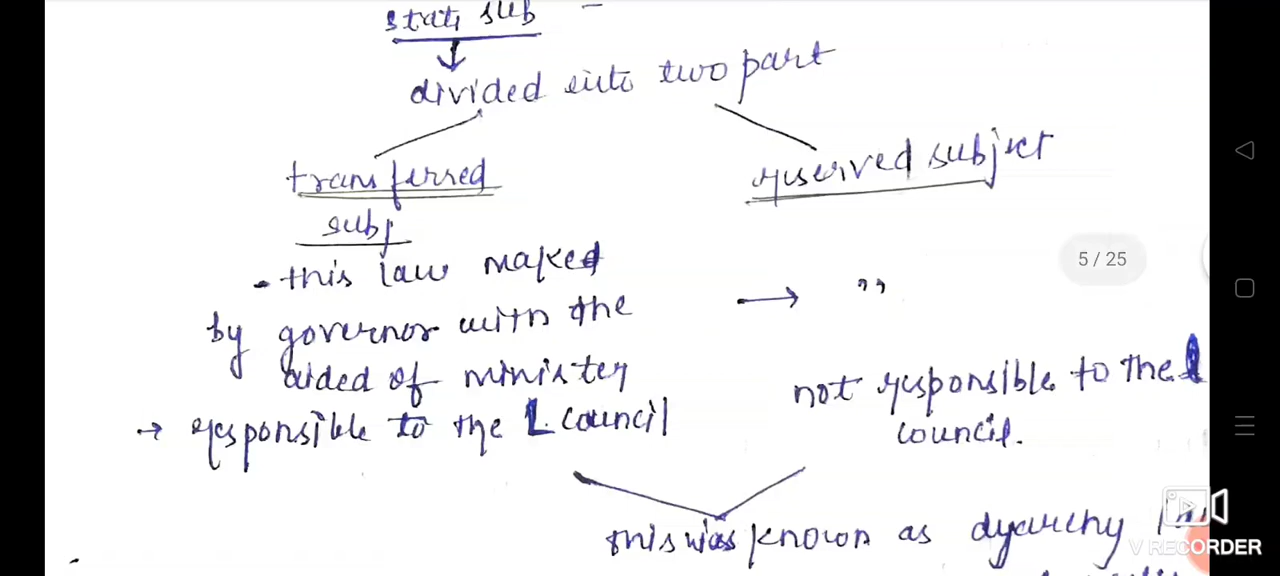 state sub -
divided into two part
transferred
subj
reserved subject
- this law maked
by governor with the
aided of minister
→ responsible to the L. council
→ ,,
not responsible to the L
council.
this was known as dyarchy
5 / 25
V RECORDER